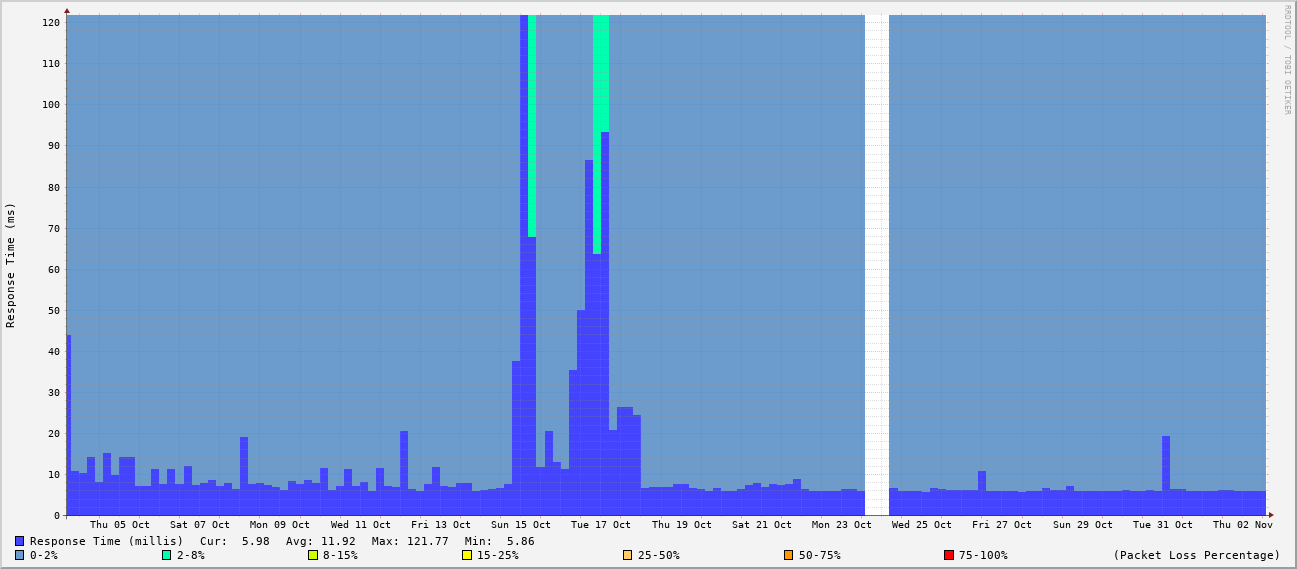 RRDTOOL / TOBI OETIKER
Response Time (ms)
120
110
100
90
80
70
60
50
40
30
20
10
0
Thu 05 Oct Sat 07 Oct Mon 09 Oct Wed 11 Oct Fri 13 Oct Sun 15 Oct Tue 17 Oct Thu 19 Oct Sat 21 Oct Mon 23 Oct Wed 25 Oct Fri 27 Oct Sun 29 Oct Tue 31 Oct Thu 02 Nov
Response Time (millis) Cur: 5.98 Avg: 11.92 Max: 121.77 Min: 5.86
0-2% 2-8% 8-15% 15-25% 25-50% 50-75% 75-100% (Packet Loss Percentage)